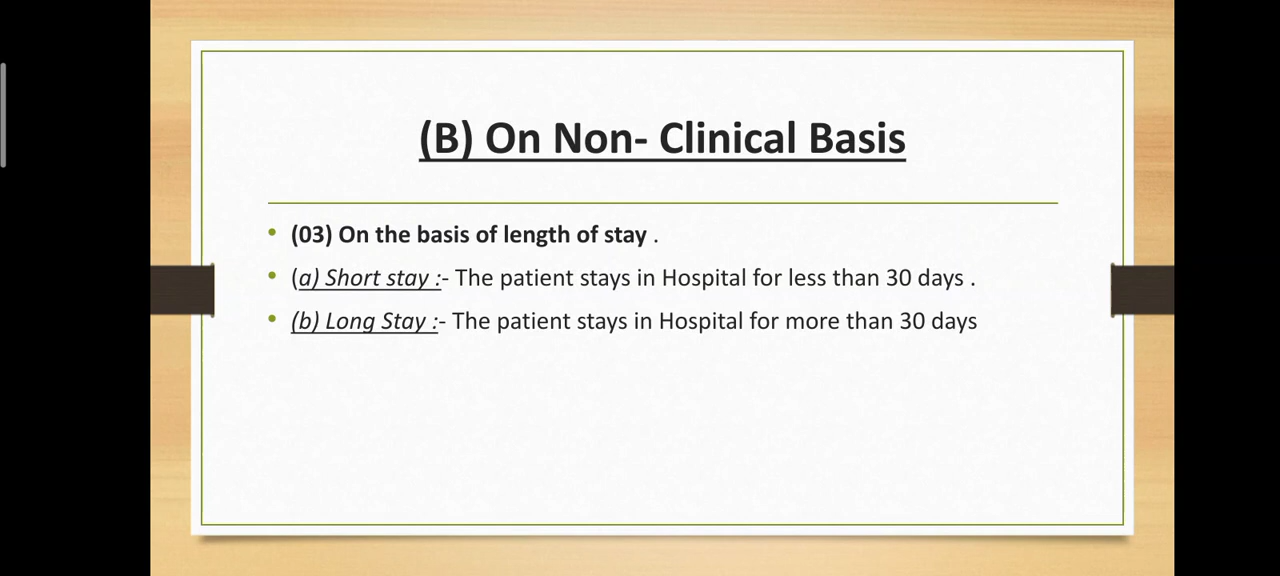 (B) On Non- Clinical Basis
(03) On the basis of length of stay .
(a) Short stay :- The patient stays in Hospital for less than 30 days .
(b) Long Stay :- The patient stays in Hospital for more than 30 days